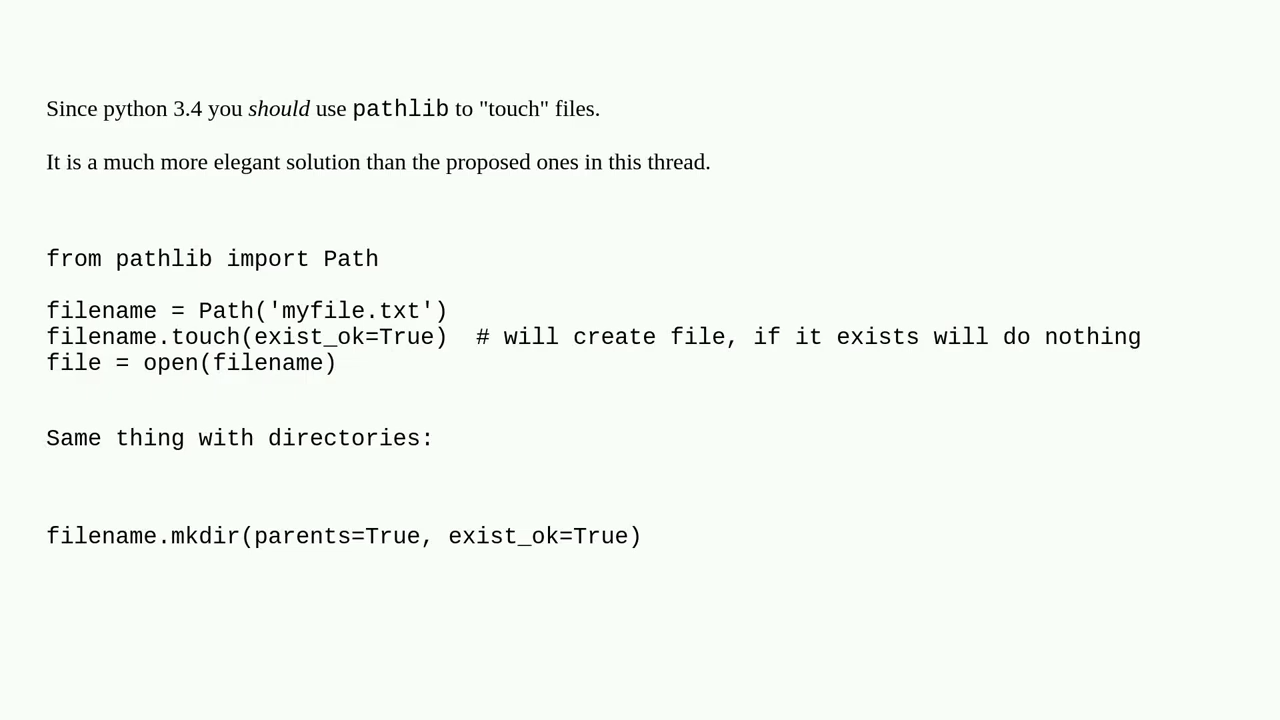 Since python 3.4 you should use pathlib to "touch" files.
It is a much more elegant solution than the proposed ones in this thread.
from pathlib import Path
filename = Path('myfile.txt')
filename.touch(exist_ok=True)  # will create file, if it exists will do nothing
file = open(filename)
Same thing with directories:
filename.mkdir(parents=True, exist_ok=True)